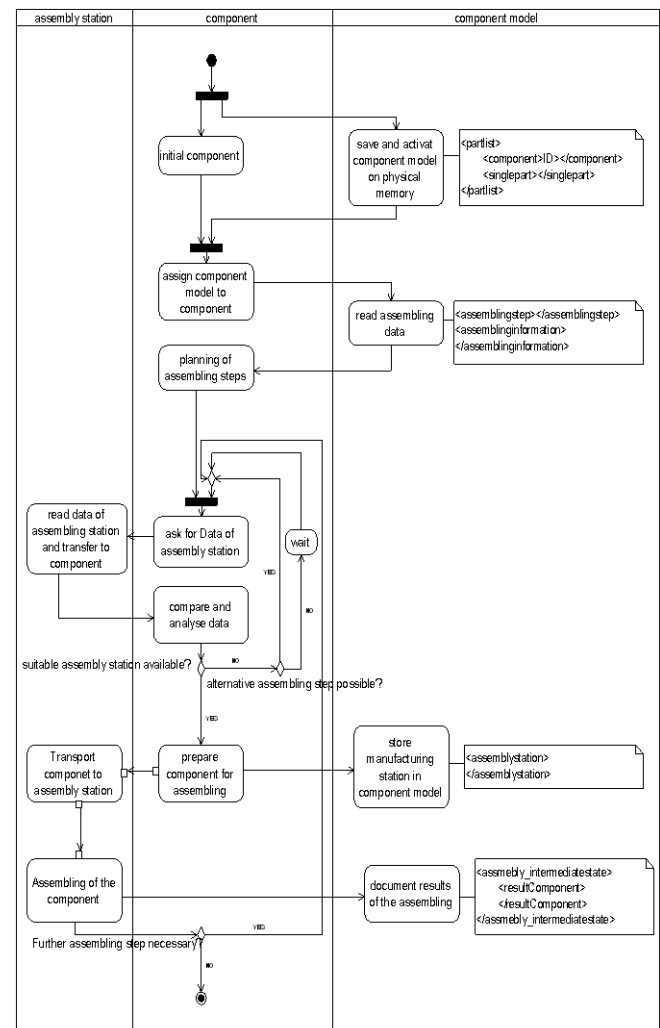 assembly station
component
component model
initial component
save and activat
component model
on physical
memory
<partlist>
<component>ID></component>
<singlepart></singlepart>
</partlist>
assign component
model to
component
read assembling
data
<assemblingstep></assemblingstep>
<assemblinginformation>
</assemblinginformation>
planning of
assembling steps
read data of
assembling station
and transfer to
component
ask for Data of
assembly station
wait
YES
NO
compare and
analyse data
suitable assembly station available?
NO
alternative assembling step possible?
YES
Transport
componet to
assembly station
prepare
component for
assembling
store
manufacturing
station in
component model
<assemblystation>
</assemblystation>
Assembling of the
component
document results
of the assembling
<assmebly_intermediatestate>
<resultComponent>
</resultComponent>
</assmebly_intermediatestate>
YES
Further assembling step necessary?
NO